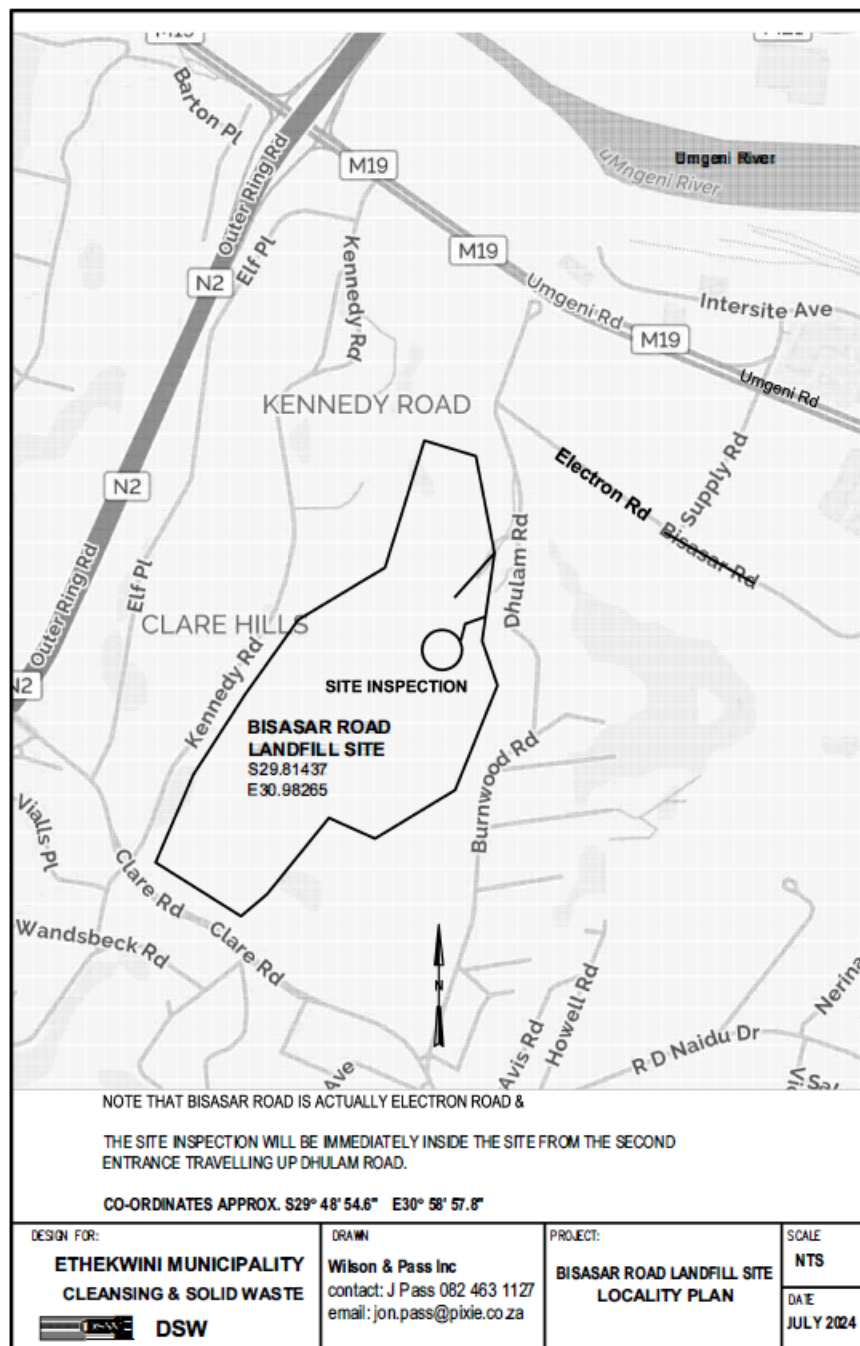 M19
Barton Pl
Outer Ring Rd
M19
Umgeni River
uMngeni River
Elf Pl
N2
Kennedy Rd
M19
Umgeni Rd
Intersite Ave
M19
Umgeni Rd
KENNEDY ROAD
N2
Electron Rd
Supply Rd
Bisasar Rd
Outer Ring Rd
Elf Pl
Dhulam Rd
CLARE HILLS
N2
Kennedy Rd
SITE INSPECTION
BISASAR ROAD
LANDFILL SITE
S29.81437
E30.98265
Burnwood Rd
Vialls Pl
Clare Rd
Wandsbeck Rd
Clare Rd
N
Howell Rd
Avis Rd
Nerina
R D Naidu Dr
Ave
NOTE THAT BISASAR ROAD IS ACTUALLY ELECTRON ROAD &
THE SITE INSPECTION WILL BE IMMEDIATELY INSIDE THE SITE FROM THE SECOND
ENTRANCE TRAVELLING UP DHULAM ROAD.
CO-ORDINATES APPROX. S29° 48' 54.6" E30° 58' 57.8"
DESIGN FOR:
ETHEKWINI MUNICIPALITY
CLEANSING & SOLID WASTE
DSW
DRAWN
Wilson & Pass Inc
contact: J Pass 082 463 1127
email: jon.pass@pixie.co.za
PROJECT:
BISASAR ROAD LANDFILL SITE
LOCALITY PLAN
SCALE
NTS
DATE
JULY 2024